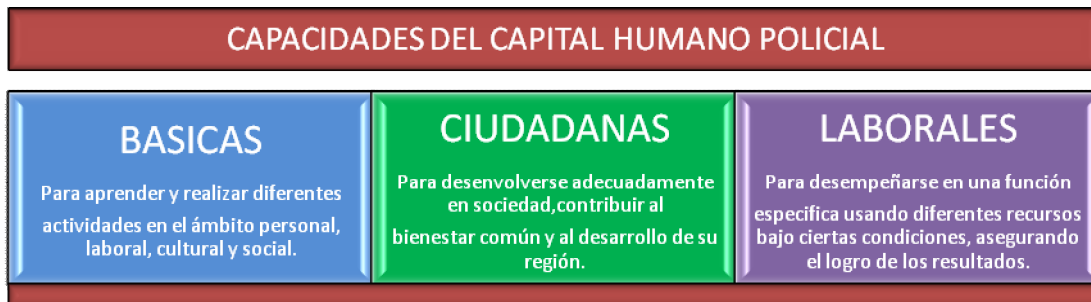 CAPACIDADES DEL CAPITAL HUMANO POLICIAL
BASICAS
Para aprender y realizar diferentes
actividades en el ámbito personal,
laboral, cultural y social.
CIUDADANAS
Para desenvolverse adecuadamente
en sociedad,contribuir al
bienestar común y al desarrollo de su
región.
LABORALES
Para desempeñarse en una función
especifica usando diferentes recursos
bajo ciertas condiciones, asegurando
el logro de los resultados.